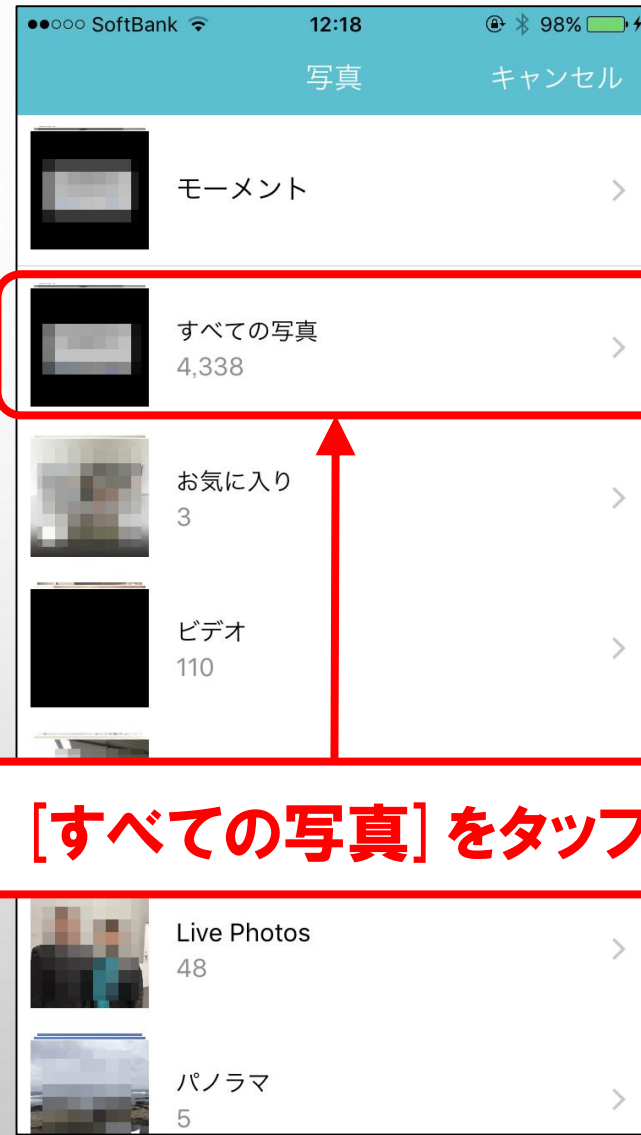 SoftBank 12:18 98%
写真 キャンセル
モーメント
すべての写真
4,338
お気に入り
3
ビデオ
110
[すべての写真]をタップ
Live Photos
48
パノラマ
5